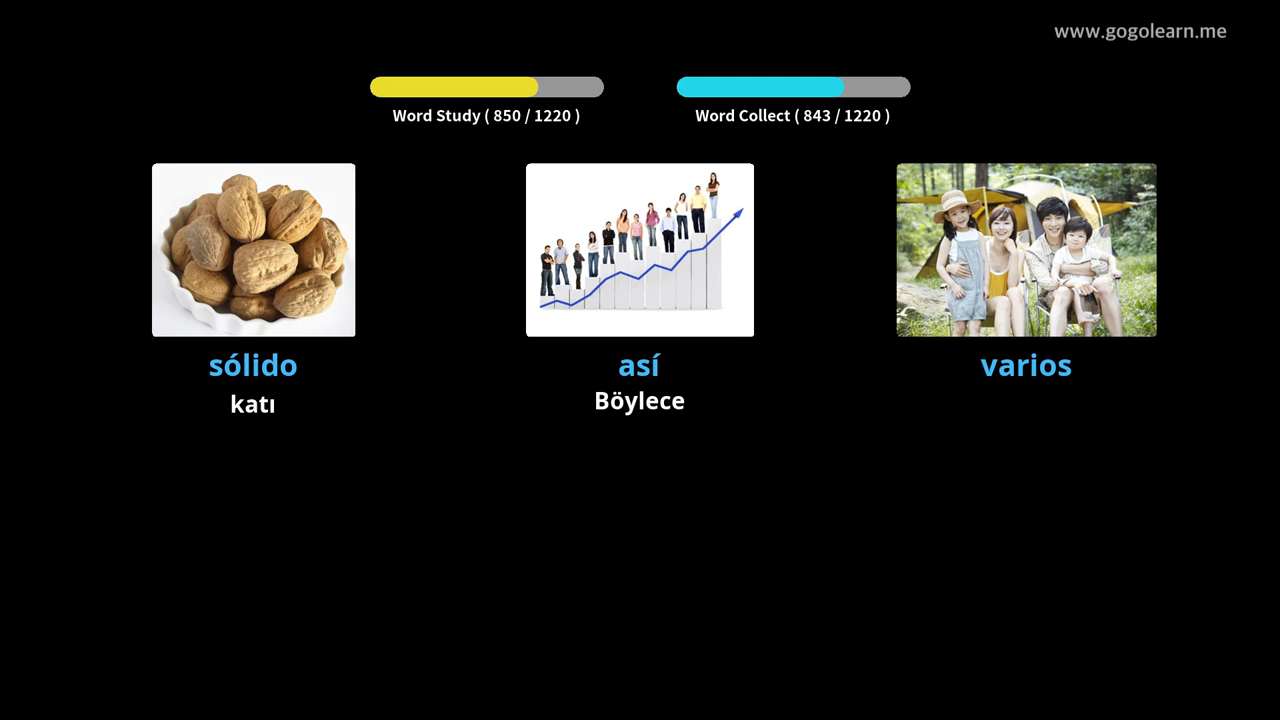 www.gogolearn.me
Word Study ( 850 / 1220 )
Word Collect ( 843 / 1220 )
sólido
katı
así
Böylece
varios